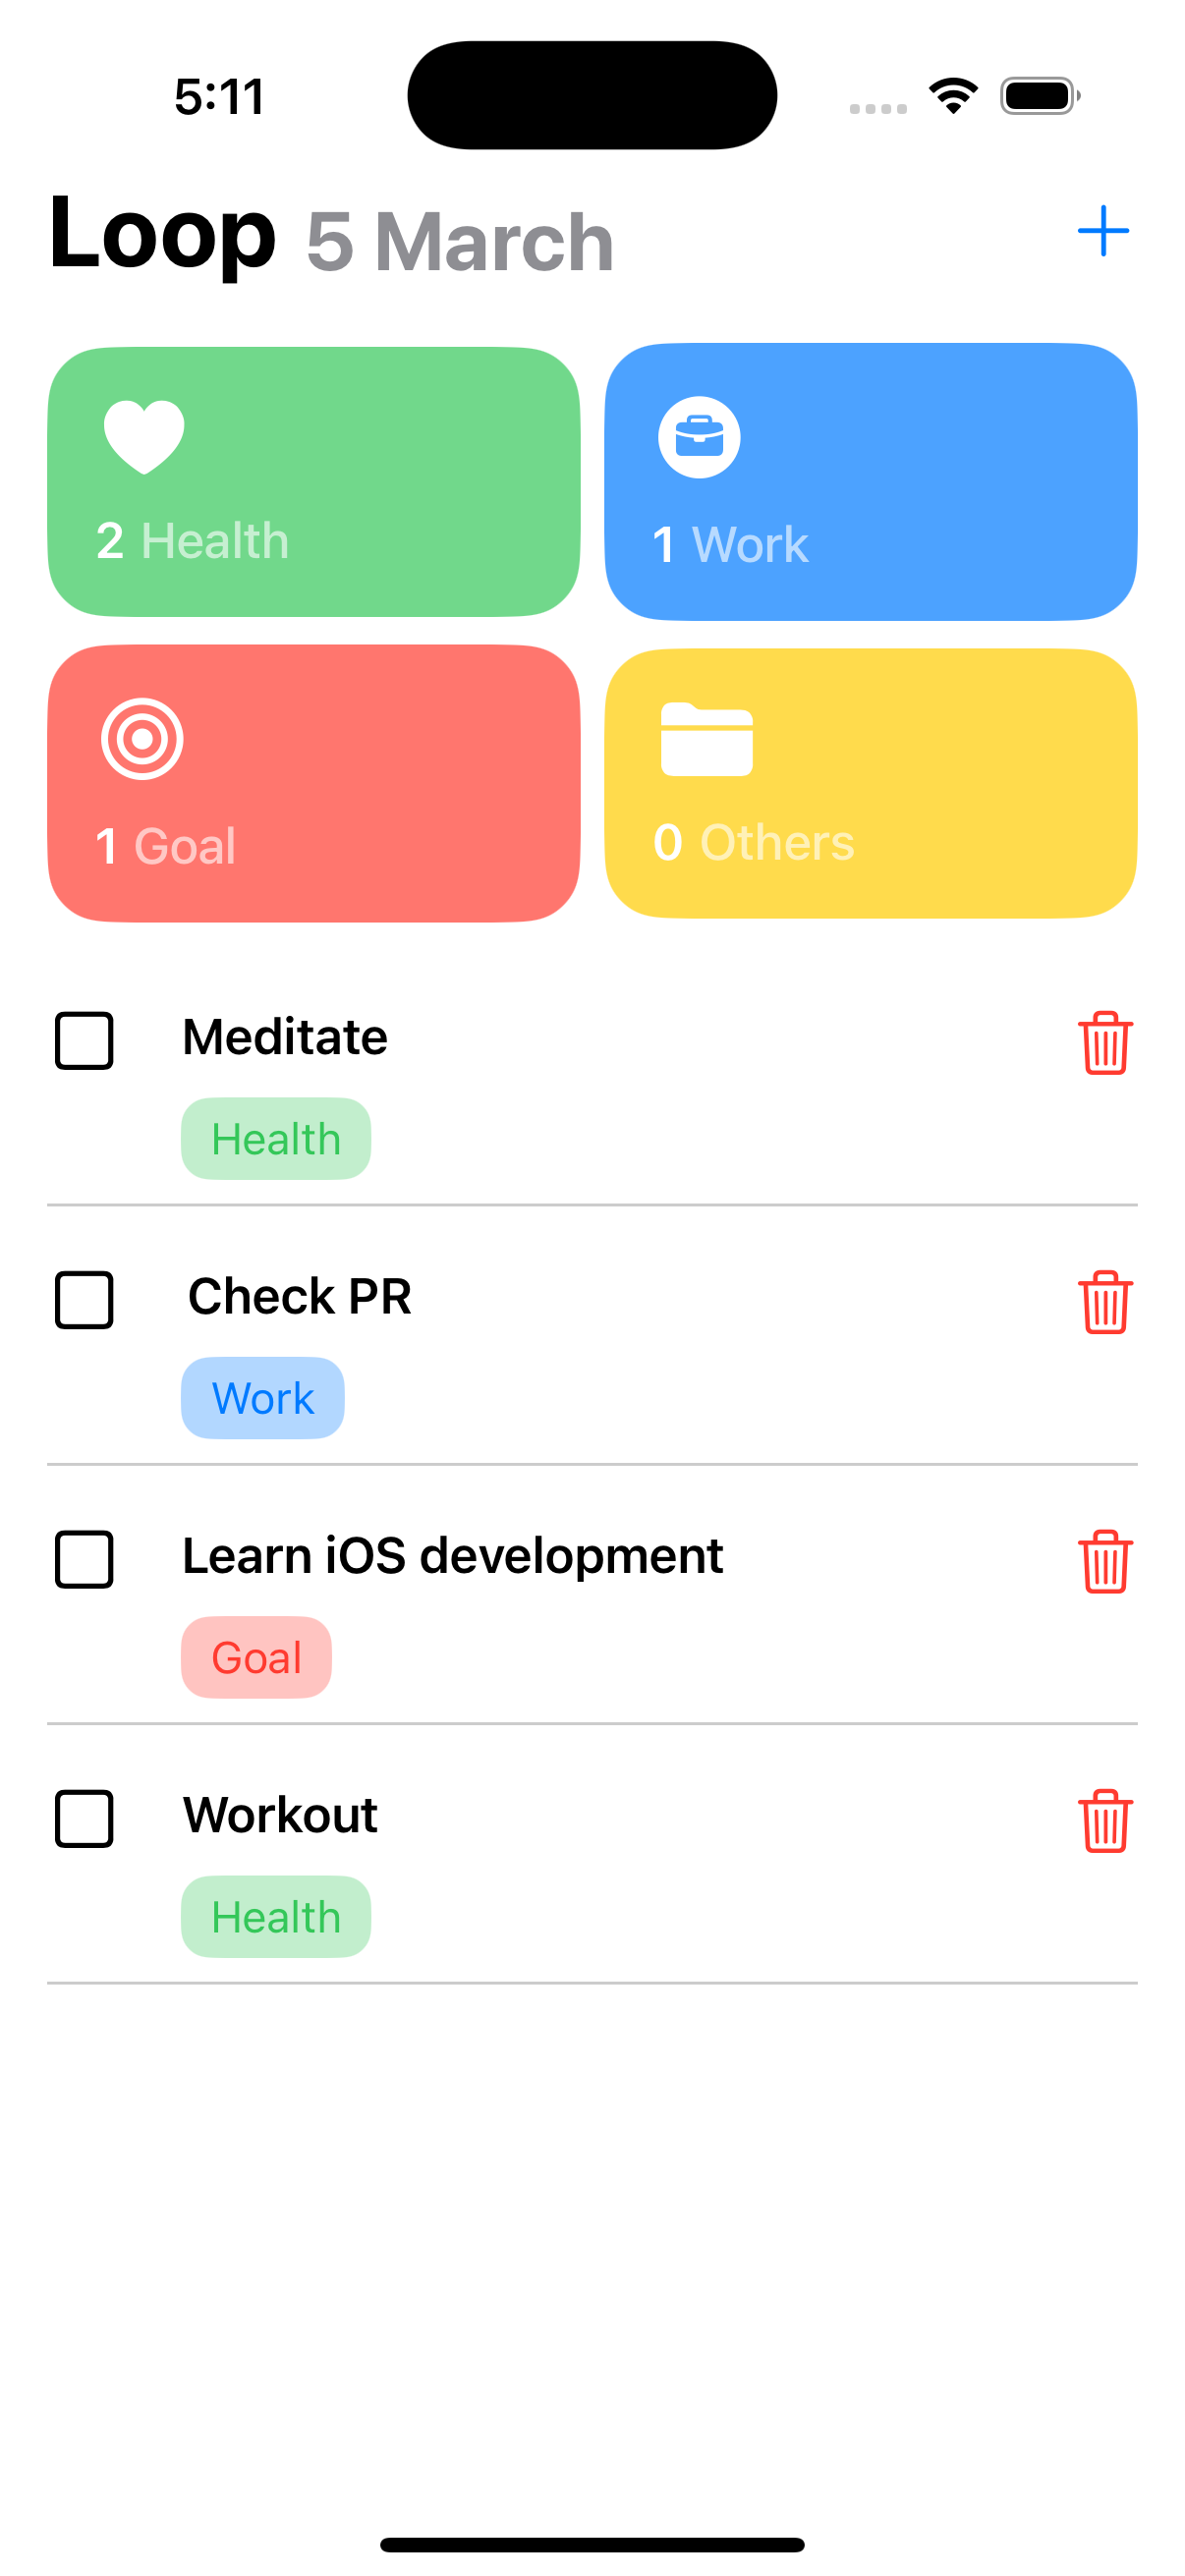 5:11
Loop 5 March
2 Health
1 Work
1 Goal
0 Others
Meditate
Health
Check PR
Work
Learn iOS development
Goal
Workout
Health